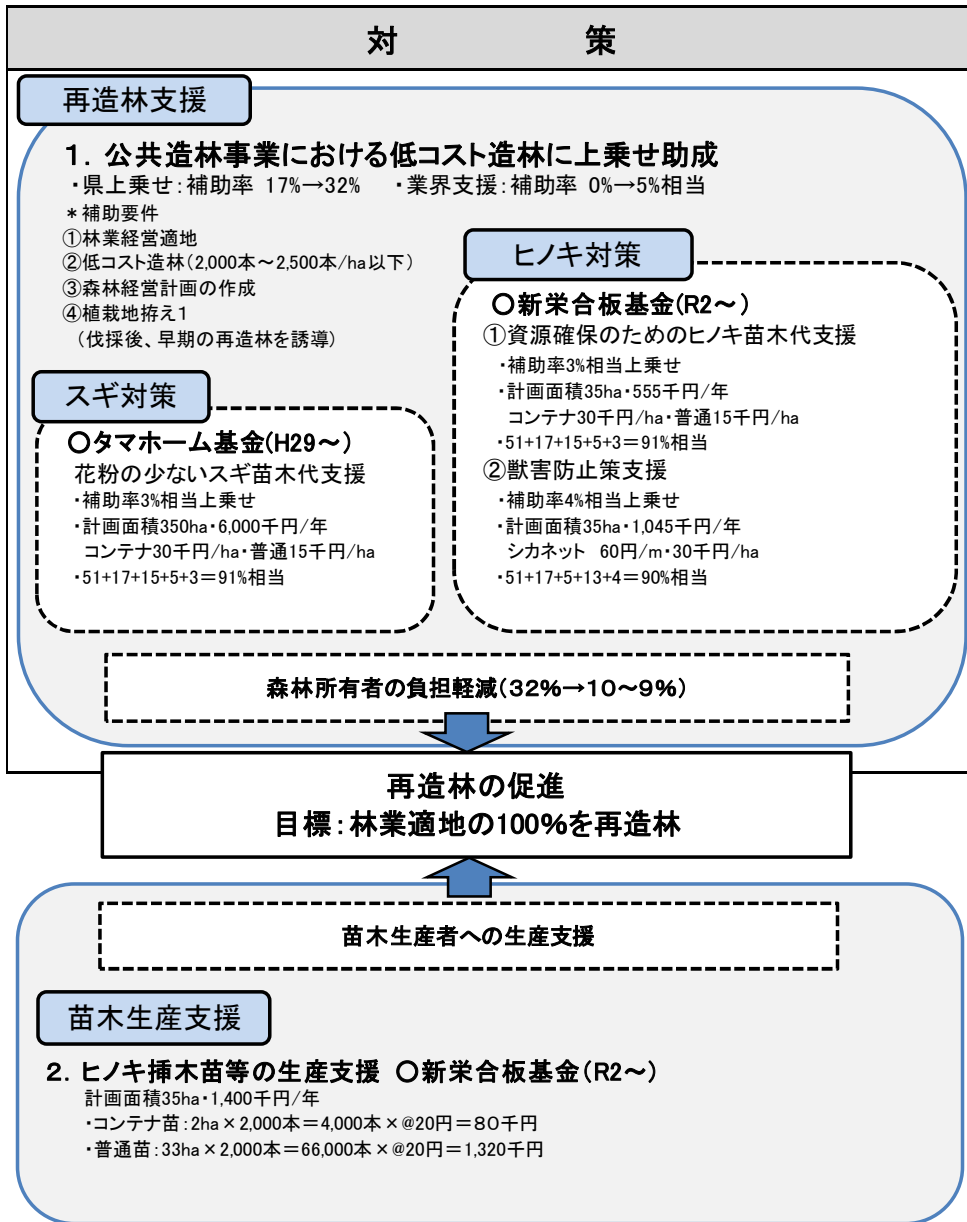 対　策
再造林支援
１．公共造林事業における低コスト造林に上乗せ助成
・県上乗せ：補助率 17%→32%　・業界支援：補助率 0%→5%相当
＊補助要件
①林業経営適地
②低コスト造林（2,000本～2,500本/ha以下）
③森林経営計画の作成
④植栽地拵え１
（伐採後、早期の再造林を誘導）
スギ対策
〇タマホーム基金(H29～)
花粉の少ないスギ苗木代支援
・補助率3%相当上乗せ
・計画面積350ha・6,000千円/年
コンテナ30千円/ha・普通15千円/ha
・51+17+15+5+3＝91%相当
ヒノキ対策
〇新栄合板基金(R2～)
①資源確保のためのヒノキ苗木代支援
・補助率3%相当上乗せ
・計画面積35ha・555千円/年
コンテナ30千円/ha・普通15千円/ha
・51+17+15+5+3＝91%相当
②獣害防止策支援
・補助率4%相当上乗せ
・計画面積35ha・1,045千円/年
シカネット　60円/m・30千円/ha
・51+17+5+13+4＝90%相当
森林所有者の負担軽減（３２％→１０～９％）
再造林の促進
目標：林業適地の100%を再造林
苗木生産者への生産支援
苗木生産支援
２．ヒノキ挿木苗等の生産支援 〇新栄合板基金（R2～）
計画面積35ha・1,400千円/年
・コンテナ苗：2ha×2,000本＝4,000本×@20円＝８０千円
・普通苗：33ha×2,000本＝66,000本×@20円＝1,320千円